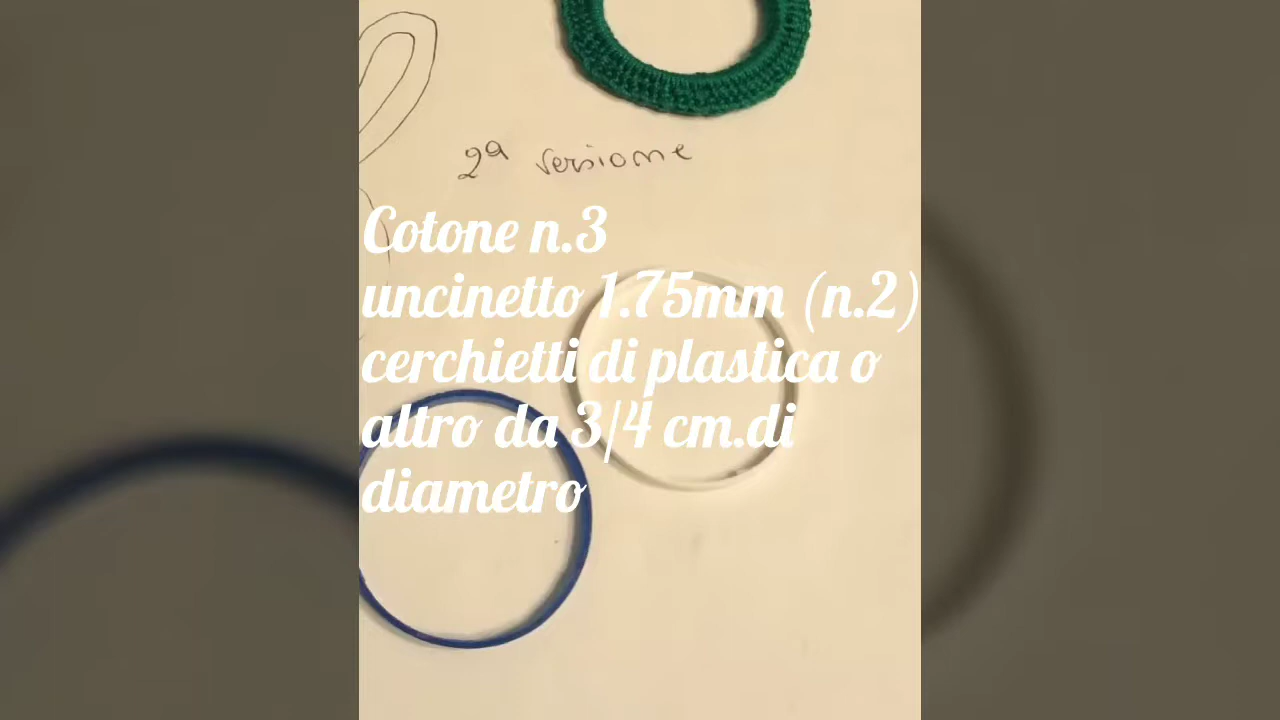 2ª versione
Cotone n.3
uncinetto 1.75mm (n.2)
cerchietti di plastica o
altro da 3/4 cm.di
diametro